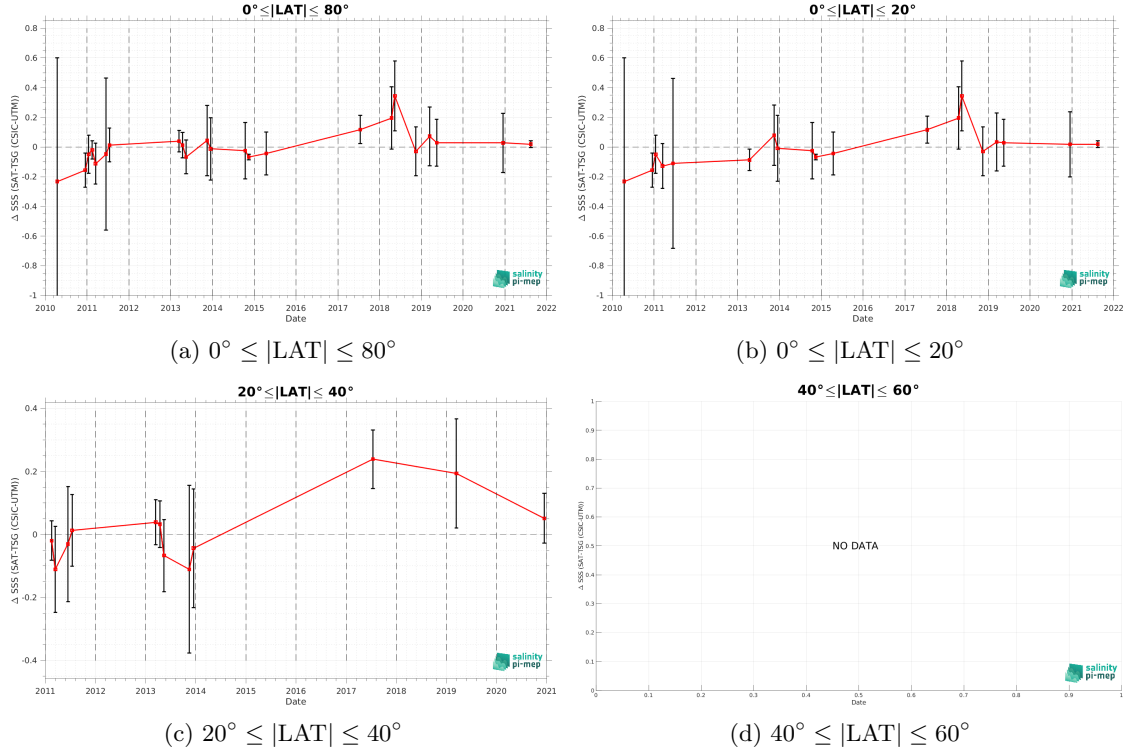 0°≤|LAT|≤ 80°
Δ SSS (SAT-TSG (CSIC-UTM))
0.8
0.6
0.4
0.2
0
-0.2
-0.4
-0.6
-0.8
-1
2010 2011 2012 2013 2014 2015 2016 2017 2018 2019 2020 2021 2022
Date
salinity
pi-mep
(a) 0° ≤ |LAT| ≤ 80°
0°≤|LAT|≤ 20°
Δ SSS (SAT-TSG (CSIC-UTM))
0.8
0.6
0.4
0.2
0
-0.2
-0.4
-0.6
-0.8
-1
2010 2011 2012 2013 2014 2015 2016 2017 2018 2019 2020 2021 2022
Date
salinity
pi-mep
(b) 0° ≤ |LAT| ≤ 20°
20°≤|LAT|≤ 40°
Δ SSS (SAT-TSG (CSIC-UTM))
0.4
0.2
0
-0.2
-0.4
2011 2012 2013 2014 2015 2016 2017 2018 2019 2020 2021
Date
salinity
pi-mep
(c) 20° ≤ |LAT| ≤ 40°
40°≤|LAT|≤ 60°
Δ SSS (SAT-TSG (CSIC-UTM))
1
0.9
0.8
0.7
0.6
0.5
0.4
0.3
0.2
0.1
0
NO DATA
0 0.1 0.2 0.3 0.4 0.5 0.6 0.7 0.8 0.9 1
Date
salinity
pi-mep
(d) 40° ≤ |LAT| ≤ 60°